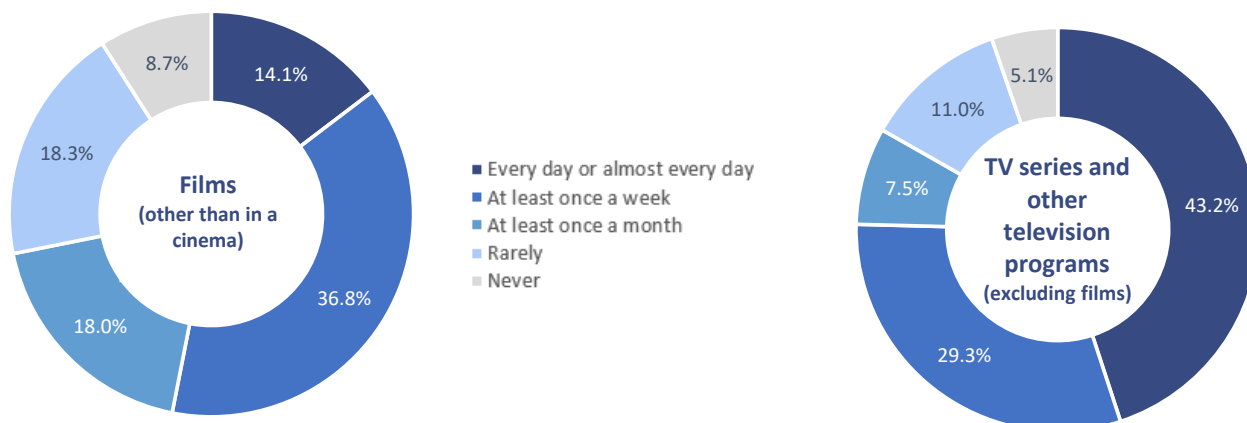 8.7%
14.1%
18.3%
Films
(other than in a
cinema)
36.8%
18.0%
Every day or almost every day
At least once a week
At least once a month
Rarely
Never
5.1%
11.0%
7.5%
TV series and
other
television
programs
(excluding films)
43.2%
29.3%